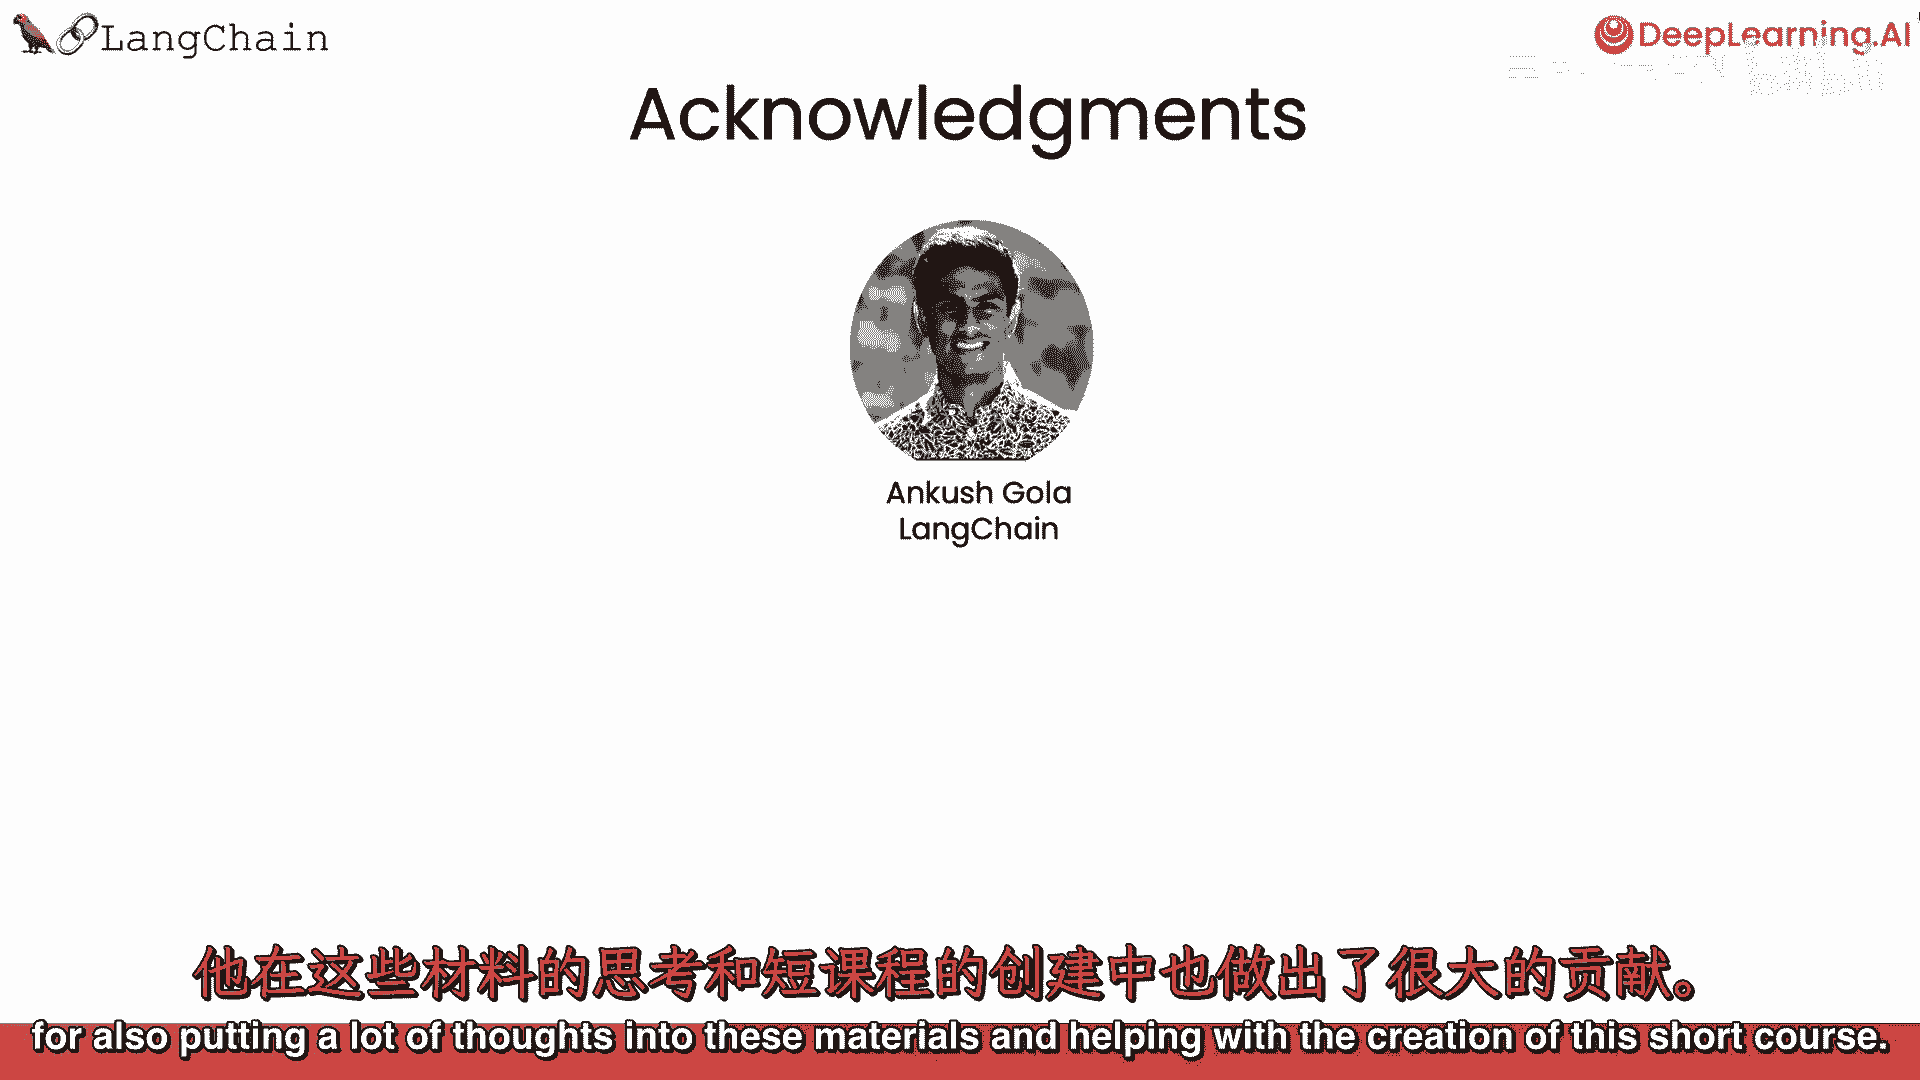 LangChain
DeepLearning.AI
Acknowledgments
Ankush Gola
LangChain
他在这些材料的思考和短课程的创建中也做出了很大的贡献。
for also putting a lot of thoughts into these materials and helping with the creation of this short course.